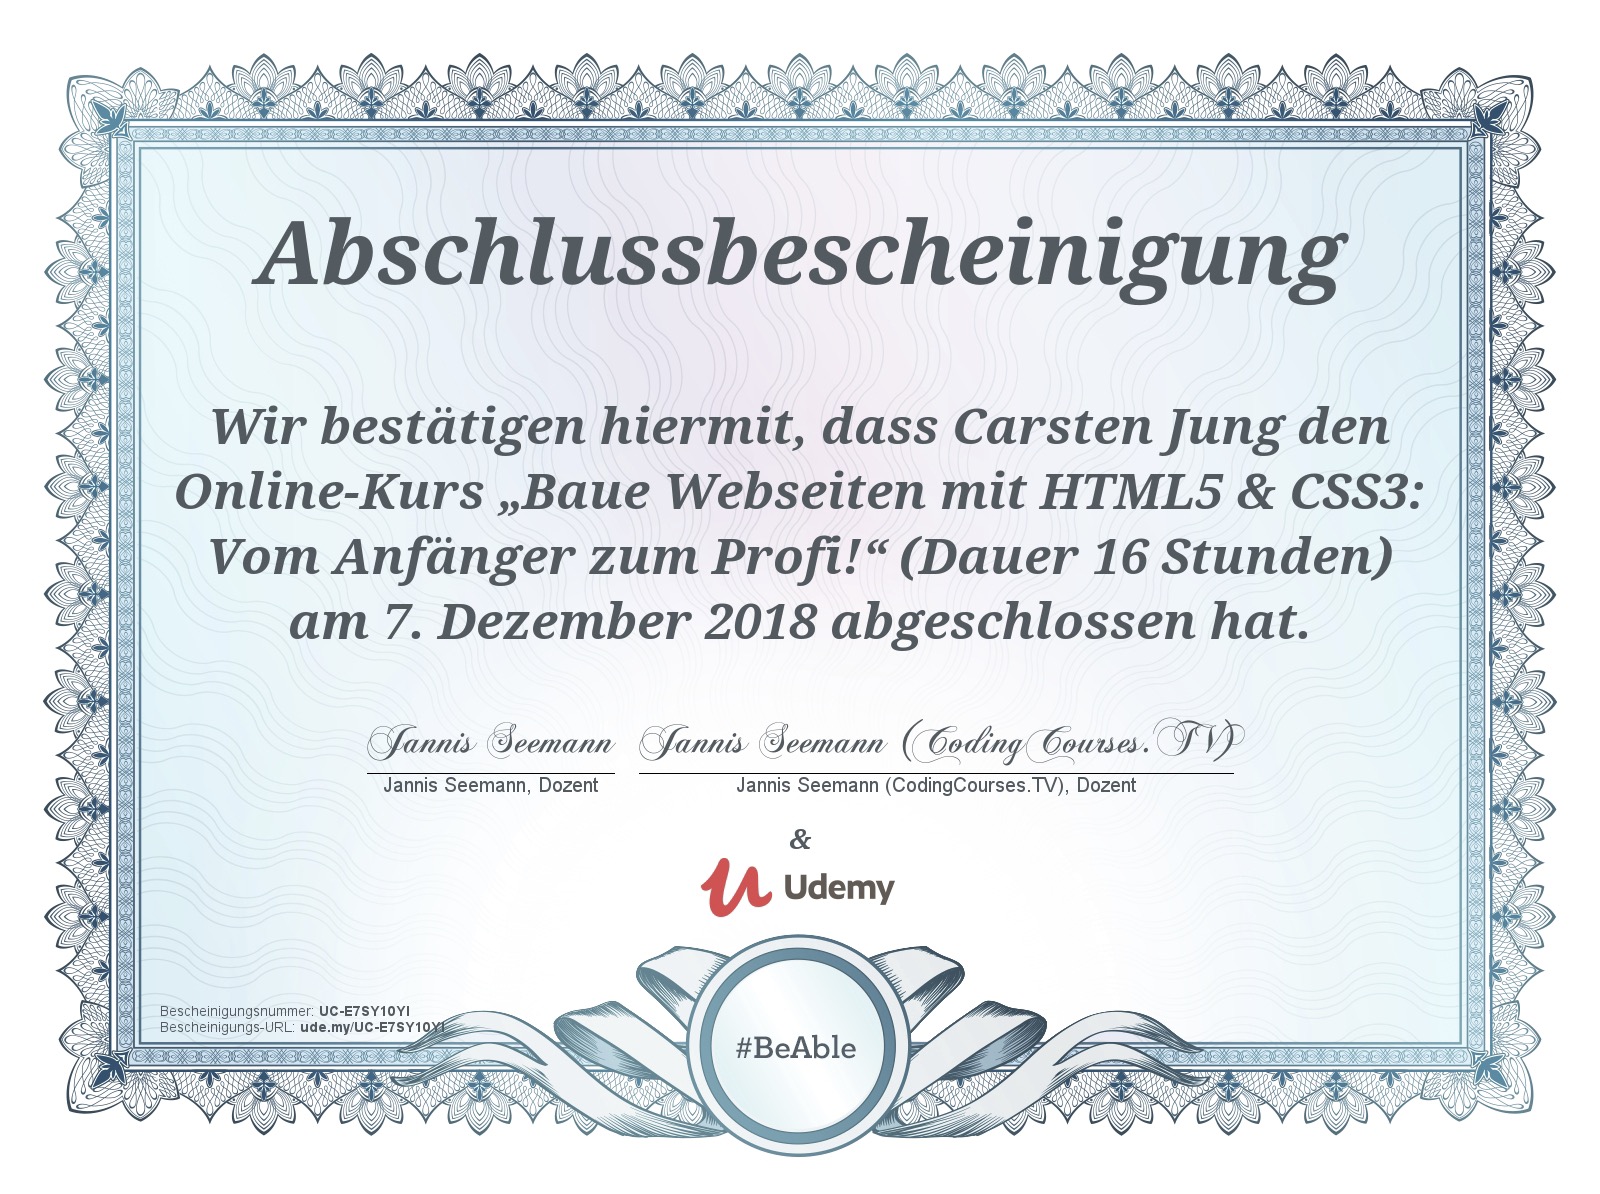 Abschlussbescheinigung
Wir bestätigen hiermit, dass Carsten Jung den
Online-Kurs „Baue Webseiten mit HTML5 & CSS3:
Vom Anfänger zum Profi!“ (Dauer 16 Stunden)
am 7. Dezember 2018 abgeschlossen hat.
Jannis Seemann Jannis Seemann (CodingCourses.TV)
Jannis Seemann, Dozent Jannis Seemann (CodingCourses.TV), Dozent
&
Udemy
Bescheinigungsnummer: UC-E7SY10YI
Bescheinigungs-URL: ude.my/UC-E7SY10YI
#BeAble